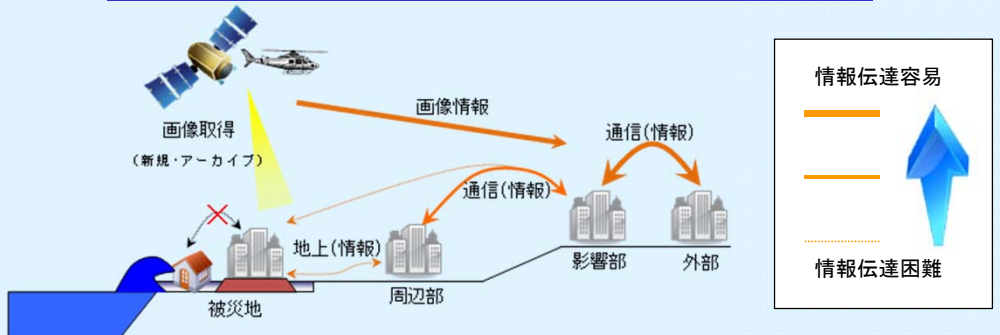 画像取得
(新規・アーカイブ)
画像情報
通信(情報)
通信(情報)
地上(情報)
被災地
周辺部
影響部
外部
情報伝達容易
情報伝達困難